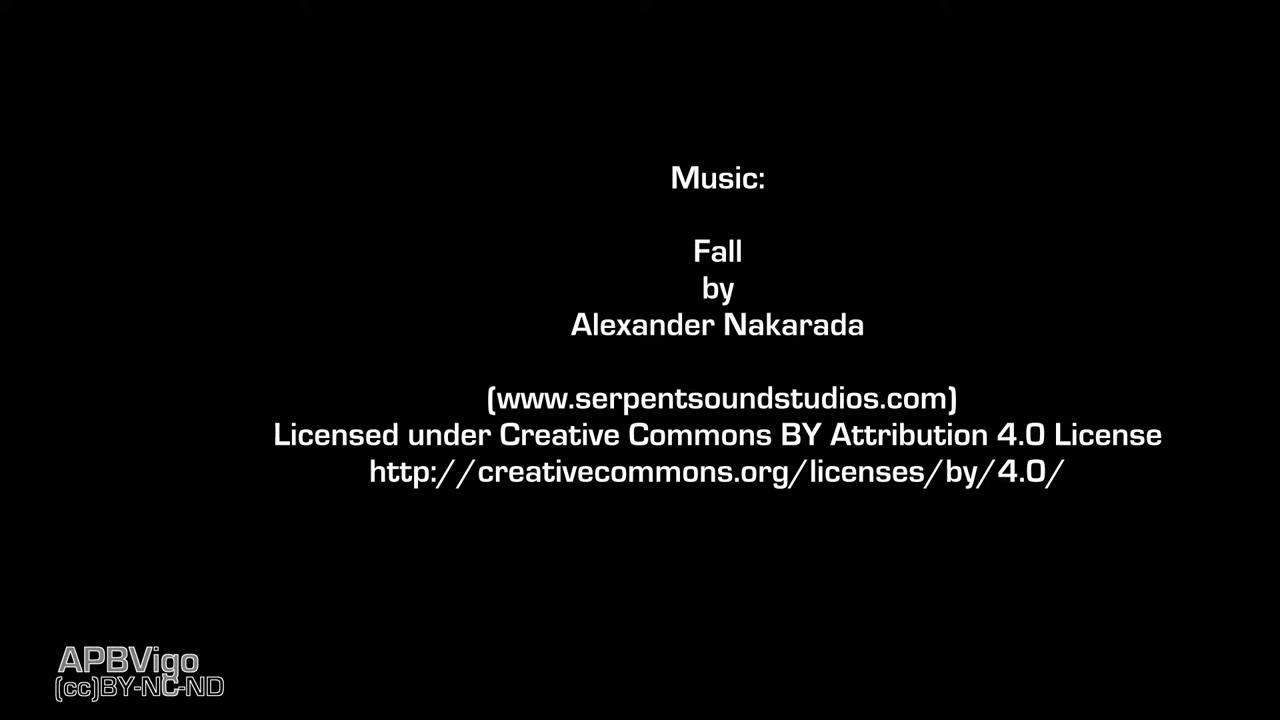 Music:
Fall
by
Alexander Nakarada
(www.serpentsoundstudios.com)
Licensed under Creative Commons BY Attribution 4.0 License
http://creativecommons.org/licenses/by/4.0/
APBVigo
(cc)BY-NC-ND